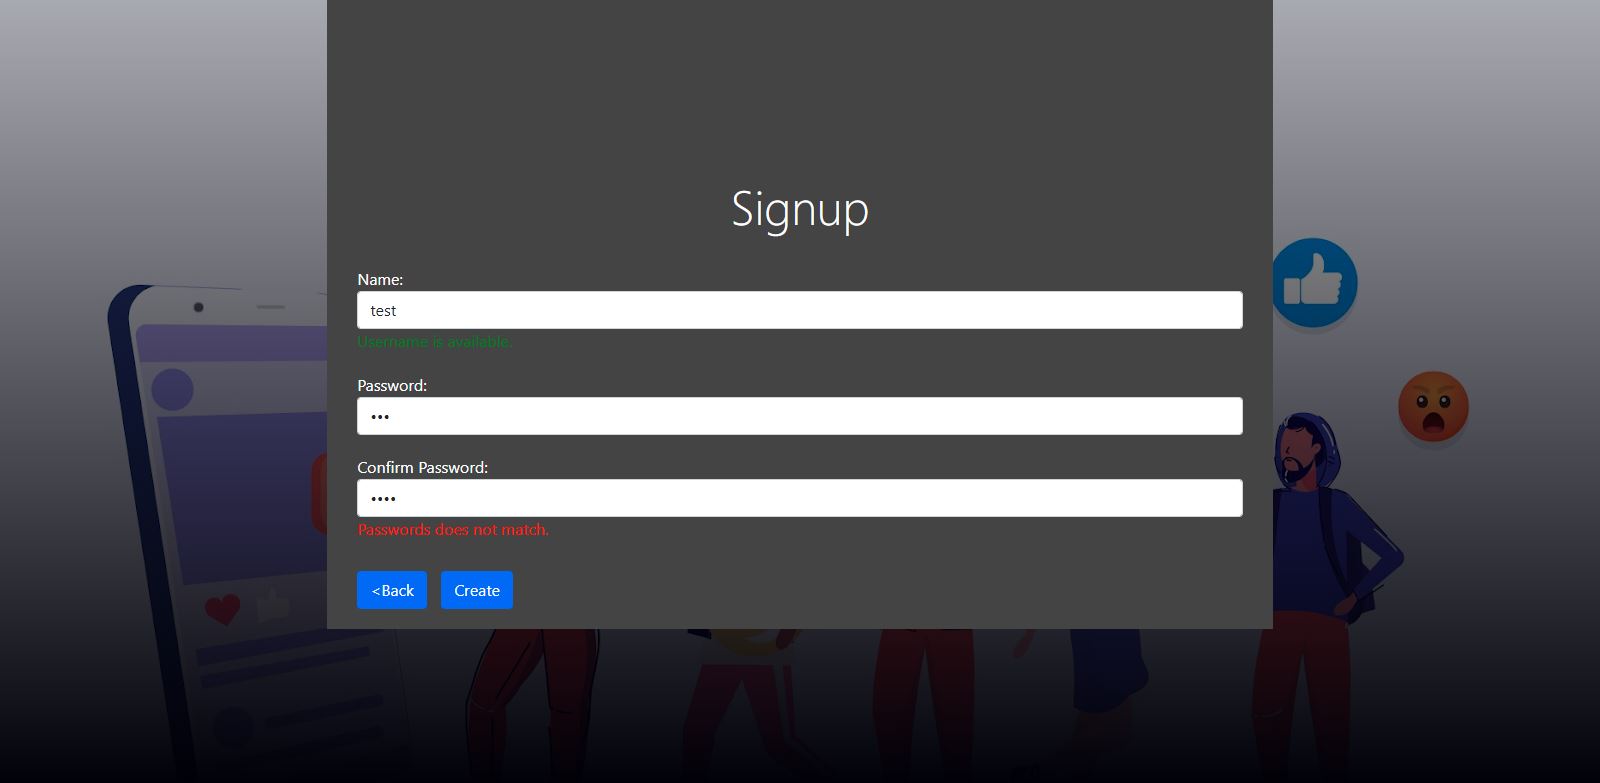 Signup
Name:
test
Username is available.
Password:
•••
Confirm Password:
••••
Passwords does not match.
<Back
Create